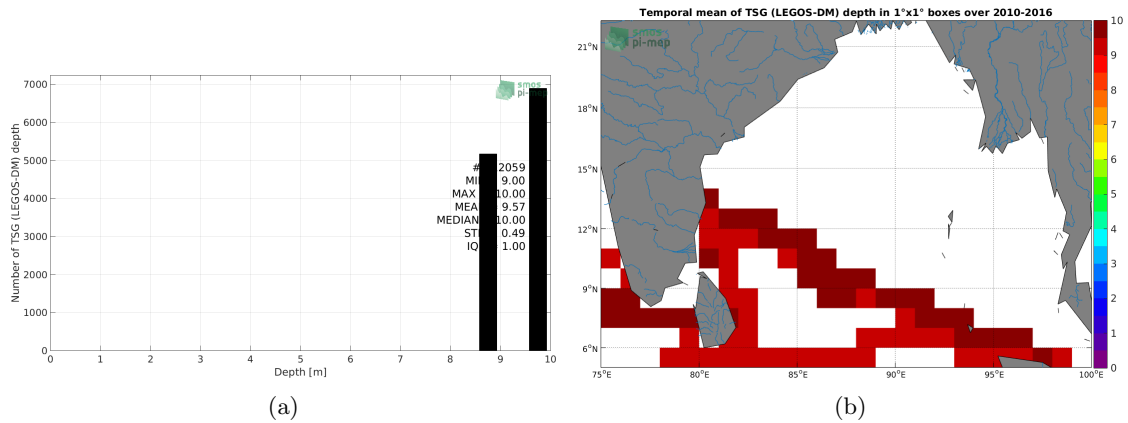 Number of TSG (LEGOS-DM) depth
7000
6000
5000
4000
3000
2000
1000
0
0 1 2 3 4 5 6 7 8 9 10
Depth [m]
smos
MAX 10.00
9.00
9.57
MEDIAN 10.00
0.49
1.00
(a)
Temporal mean of TSG (LEGOS-DM) depth in 1°x1° boxes over 2010-2016
smos
pi-map
21°N
18°N
15°N
12°N
9°N
6°N
75°E 80°E 85°E 90°E 95°E 100°E
10
9
8
7
6
5
4
3
2
1
0
(b)